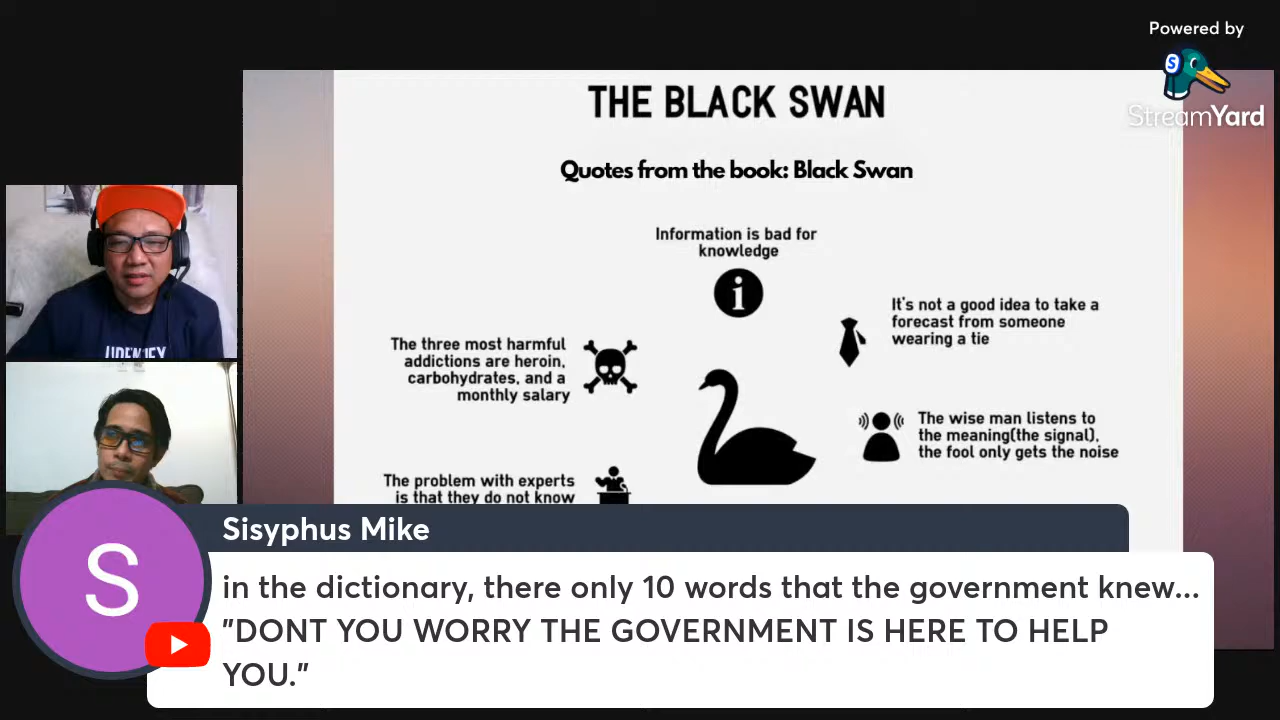 Powered by
StreamYard
THE BLACK SWAN
Quotes from the book: Black Swan
Information is bad for
knowledge
It's not a good idea to take a
forecast from someone
wearing a tie
The three most harmful
addictions are heroin,
carbohydrates, and a
monthly salary
The wise man listens to
the meaning(the signal),
the fool only gets the noise
The problem with experts
is that they do not know
Sisyphus Mike
S
in the dictionary, there only 10 words that the government knew...
"DONT YOU WORRY THE GOVERNMENT IS HERE TO HELP
YOU."